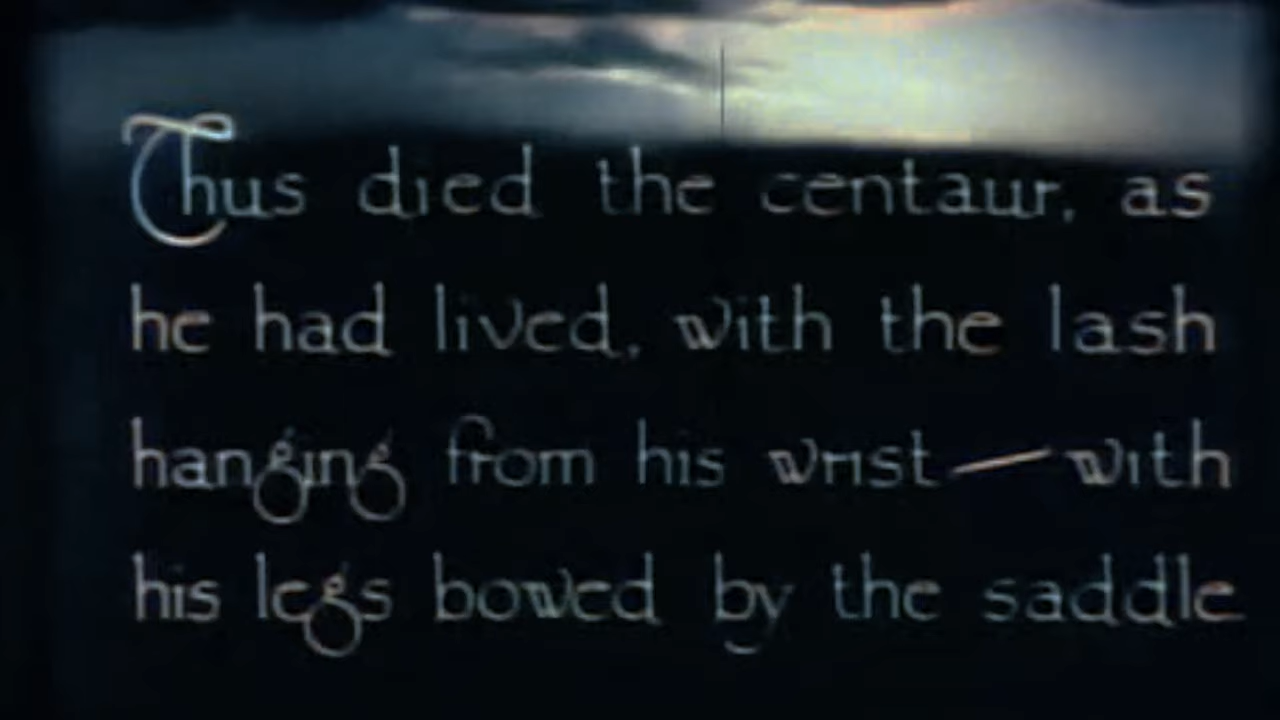 Thus died the centaur, as
he had lived, with the lash
hanging from his wrist — with
his legs bowed by the saddle